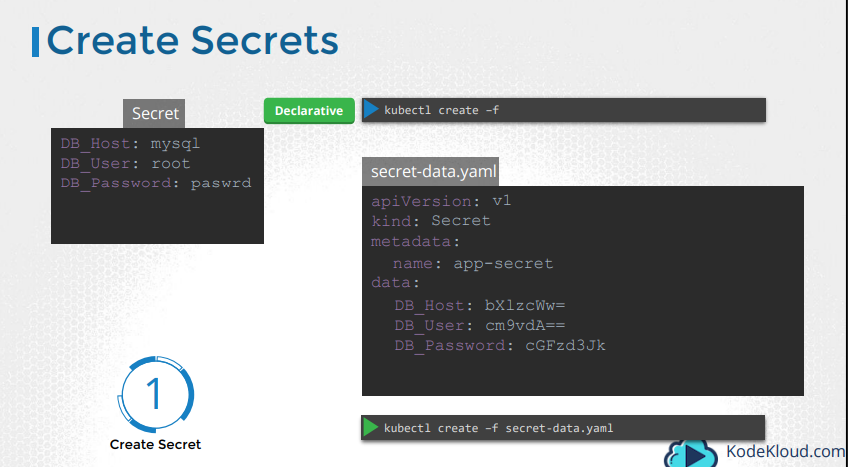 Create Secrets
Secret
DB_Host: mysql
DB_User: root
DB_Password: paswrd
Declarative
kubectl create –f
secret-data.yaml
apiVersion: v1
kind: Secret
metadata:
name: app-secret
data:
DB_Host: bXlzcWw=
DB_User: cm9vdA==
DB_Password: cGFzd3Jk
1
Create Secret
kubectl create –f secret-data.yaml
KodeKloud.com